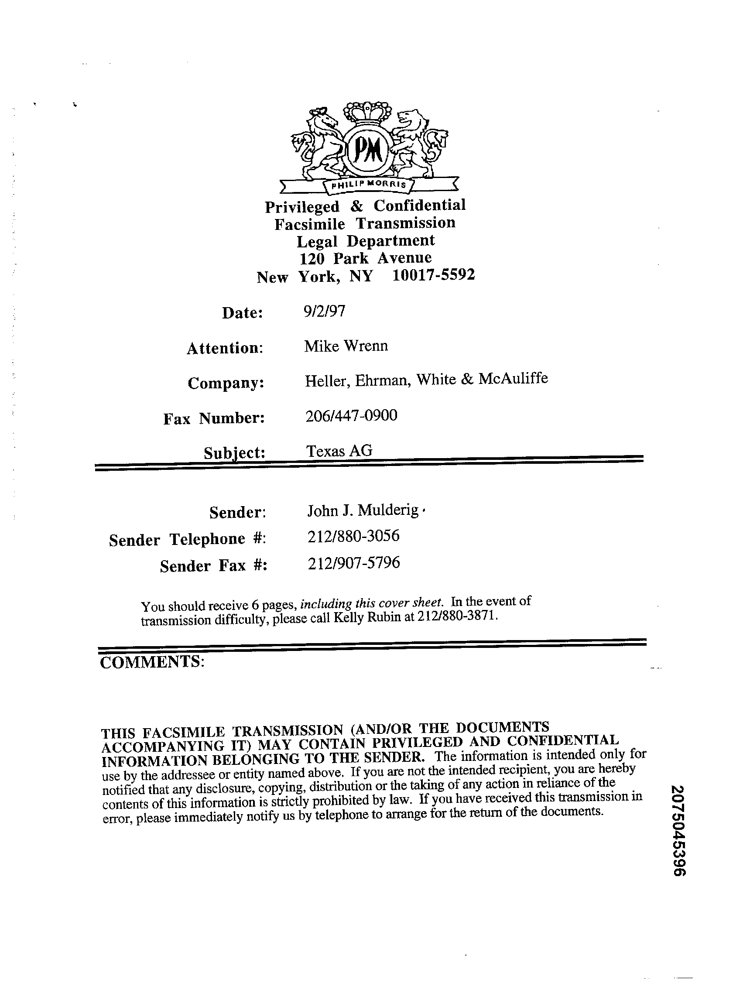 PM
PHILIP MORRIS
Privileged & Confidential
Facsimile Transmission
Legal Department
120 Park Avenue
New York, NY 10017-5592
Date: 9/2/97
Attention: Mike Wrenn
Company: Heller, Ehrman, White & McAuliffe
Fax Number: 206/447-0900
Subject: Texas AG
Sender: John J. Mulderig
Sender Telephone #: 212/880-3056
Sender Fax #: 212/907-5796
You should receive 6 pages, including this cover sheet. In the event of
transmission difficulty, please call Kelly Rubin at 212/880-3871.
COMMENTS:
THIS FACSIMILE TRANSMISSION (AND/OR THE DOCUMENTS
ACCOMPANYING IT) MAY CONTAIN PRIVILEGED AND CONFIDENTIAL
INFORMATION BELONGING TO THE SENDER. The information is intended only for
use by the addressee or entity named above. If you are not the intended recipient, you are hereby
notified that any disclosure, copying, distribution or the taking of any action in reliance of the
contents of this information is strictly prohibited by law. If you have received this transmission in
error, please immediately notify us by telephone to arrange for the return of the documents.
2075045396